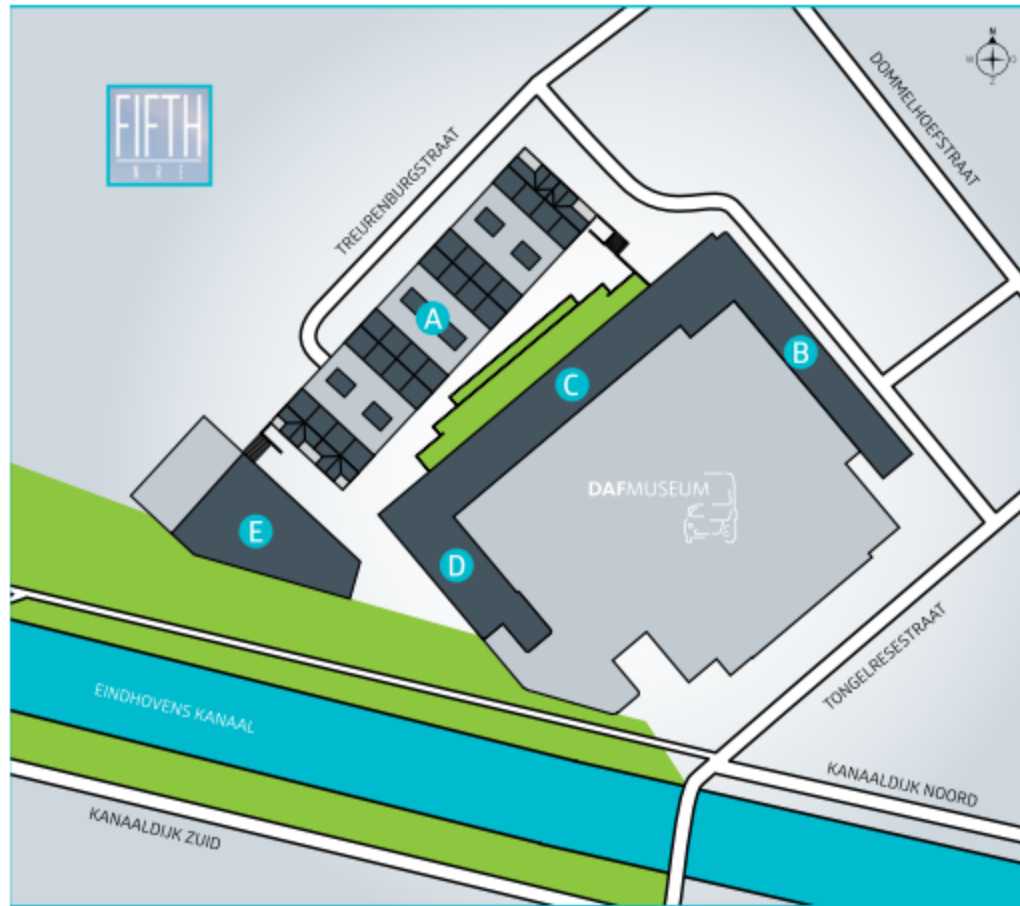 N
W
O
Z
FIFTH
NRE
DOMMELHOEFSTRAAT
TREURENBURGSTRAAT
A
B
C
DAFMUSEUM
E
D
TONGELRESESTRAAT
EINDHOVENS KANAAL
KANAALDIJK NOORD
KANAALDIJK ZUID